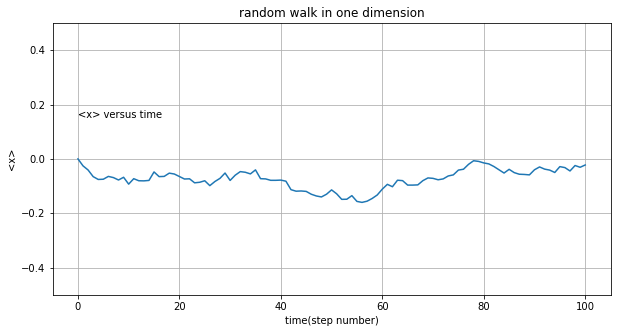 random walk in one dimension
0.4
0.2
<x> versus time
0.0
<x>
−0.2
−0.4
0 20 40 60 80 100
time(step number)